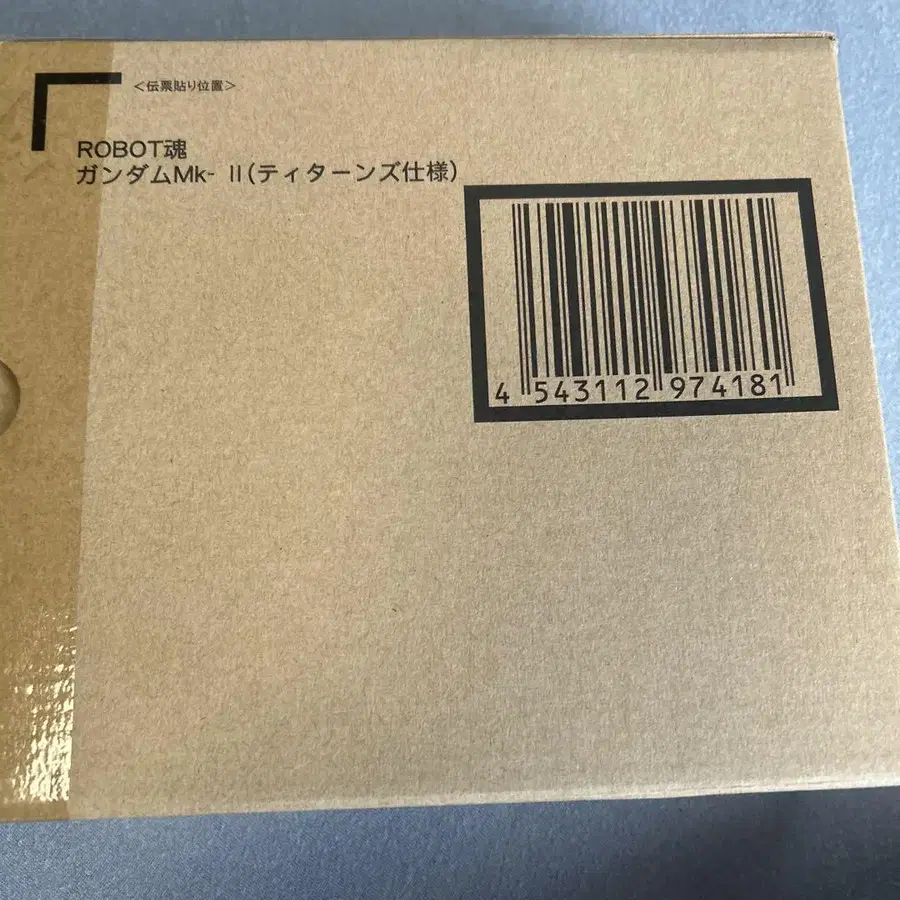 <伝票貼り位置>
ROBOT魂
ガンダムMk-Ⅱ(ティターンズ仕様)
4 543112 974181